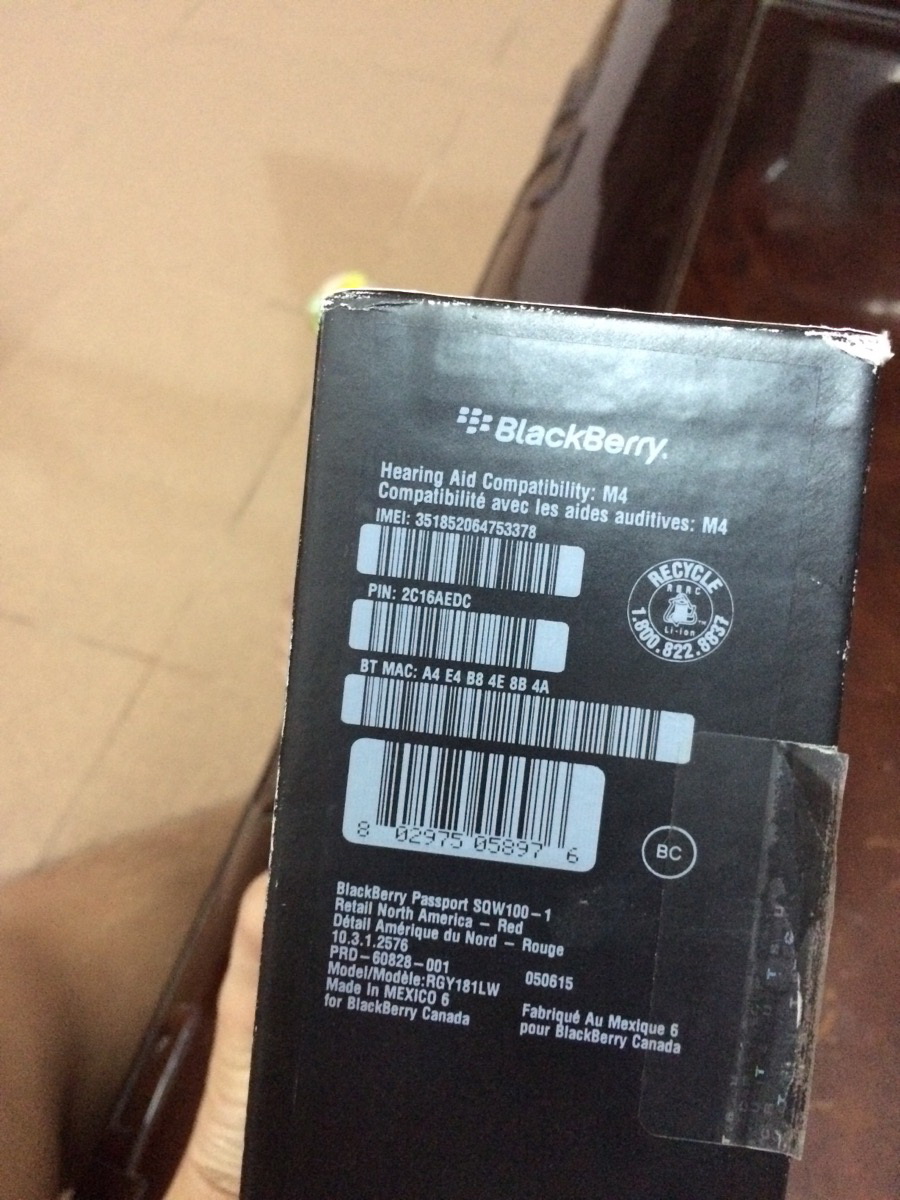 BlackBerry.
Hearing Aid Compatibility: M4
Compatibilité avec les aides auditives: M4
IMEI: 351852064753378
PIN: 2C16AEDC
BT MAC: A4 E4 B8 4E 8B 4A
RECYCLE
RBRC
Li-ion
1.800.822.8837
8 02975 05897 6
BC
BlackBerry Passport SQW100-1
Retail North America - Red
Détail Amérique du Nord - Rouge
10.3.1.2576
PRD-60828-001
Model/Modèle:RGY181LW 050615
Made In MEXICO 6
for BlackBerry Canada
Fabriqué Au Mexique 6
pour BlackBerry Canada